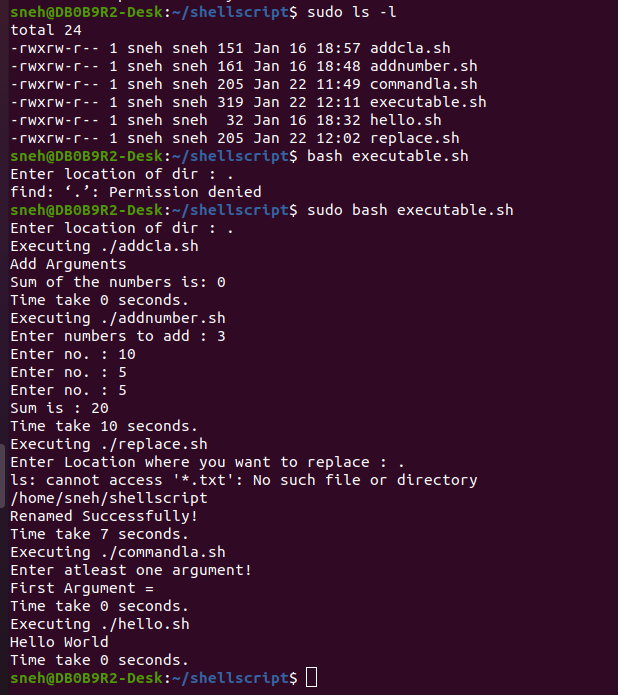 sneh@DB0B9R2-Desk:~/shellscript$ sudo ls -l
total 24
-rwxrw-r-- 1 sneh sneh 151 Jan 16 18:57 addcla.sh
-rwxrw-r-- 1 sneh sneh 161 Jan 16 18:48 addnumber.sh
-rwxrw-r-- 1 sneh sneh 205 Jan 22 11:49 commandla.sh
-rwxrw-r-- 1 sneh sneh 319 Jan 22 12:11 executable.sh
-rwxrw-r-- 1 sneh sneh  32 Jan 16 18:32 hello.sh
-rwxrw-r-- 1 sneh sneh 205 Jan 22 12:02 replace.sh
sneh@DB0B9R2-Desk:~/shellscript$ bash executable.sh
Enter location of dir : .
find: ‘.’: Permission denied
sneh@DB0B9R2-Desk:~/shellscript$ sudo bash executable.sh
Enter location of dir : .
Executing ./addcla.sh
Add Arguments
Sum of the numbers is: 0
Time take 0 seconds.
Executing ./addnumber.sh
Enter numbers to add : 3
Enter no. : 10
Enter no. : 5
Enter no. : 5
Sum is : 20
Time take 10 seconds.
Executing ./replace.sh
Enter Location where you want to replace : .
ls: cannot access '*.txt': No such file or directory
/home/sneh/shellscript
Renamed Successfully!
Time take 7 seconds.
Executing ./commandla.sh
Enter atleast one argument!
First Argument =
Time take 0 seconds.
Executing ./hello.sh
Hello World
Time take 0 seconds.
sneh@DB0B9R2-Desk:~/shellscript$